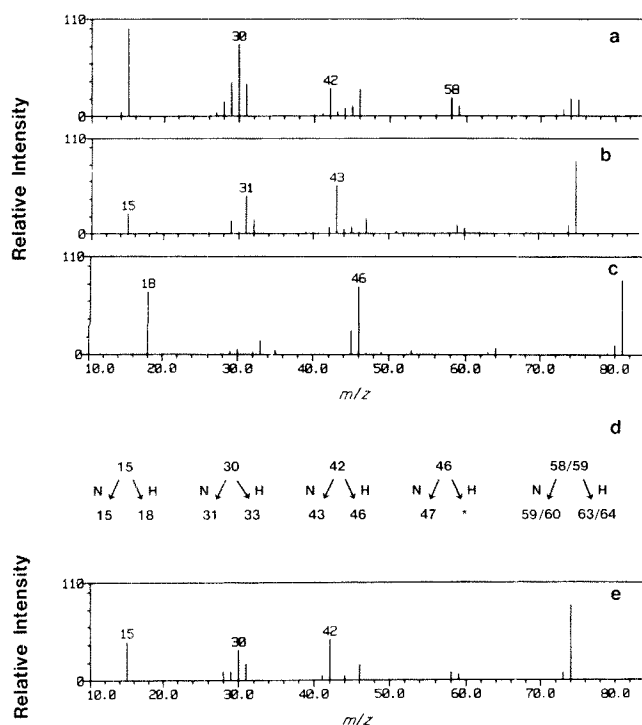 110
a
30
42
58
0
110
b
15
31
43
0
110
c
18
46
0
10.0 20.0 30.0 40.0 50.0 60.0 70.0 80.0
m/z
Relative Intensity
d
15 30 42 46 58/59
N H N H N H N H N H
15 18 31 33 43 46 47 * 59/60 63/64
110
e
15
30
42
0
10.0 20.0 30.0 40.0 50.0 60.0 70.0 80.0
m/z
Relative Intensity